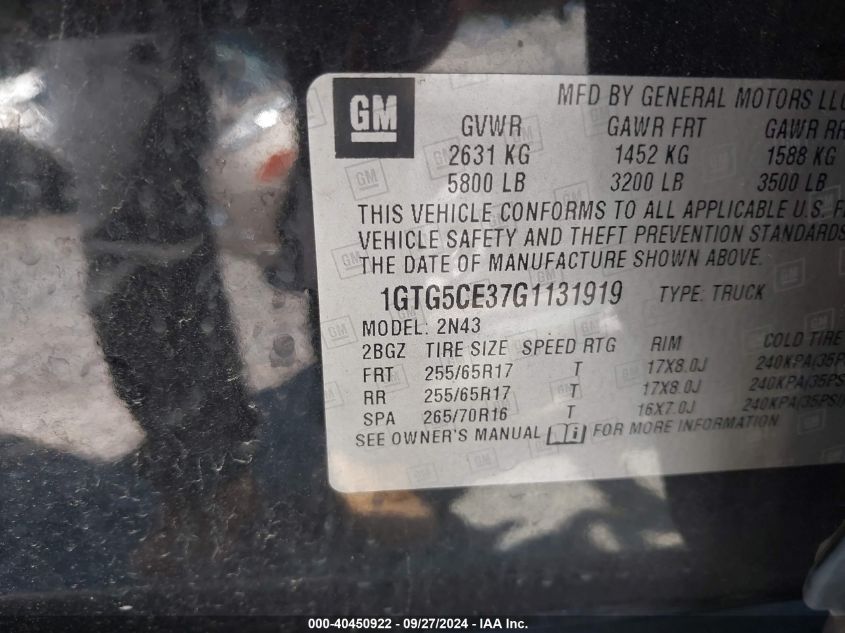 GM
MFD BY GENERAL MOTORS LLC
GVWR GAWR FRT GAWR RR
2631 KG 1452 KG 1588 KG
5800 LB 3200 LB 3500 LB
THIS VEHICLE CONFORMS TO ALL APPLICABLE U.S. F
VEHICLE SAFETY AND THEFT PREVENTION STANDARDS
THE DATE OF MANUFACTURE SHOWN ABOVE.
1GTG5CE37G1131919 TYPE: TRUCK
MODEL: 2N43
2BGZ TIRE SIZE SPEED RTG RIM COLD TIRE
FRT 255/65R17 T 17X8.0J 240KPA(35PS
RR 255/65R17 T 17X8.0J 240KPA(35PSI
SPA 265/70R16 T 16X7.0J 240KPA(35PSI)
SEE OWNER'S MANUAL FOR MORE INFORMATION
000-40450922 - 09/27/2024 - IAA Inc.